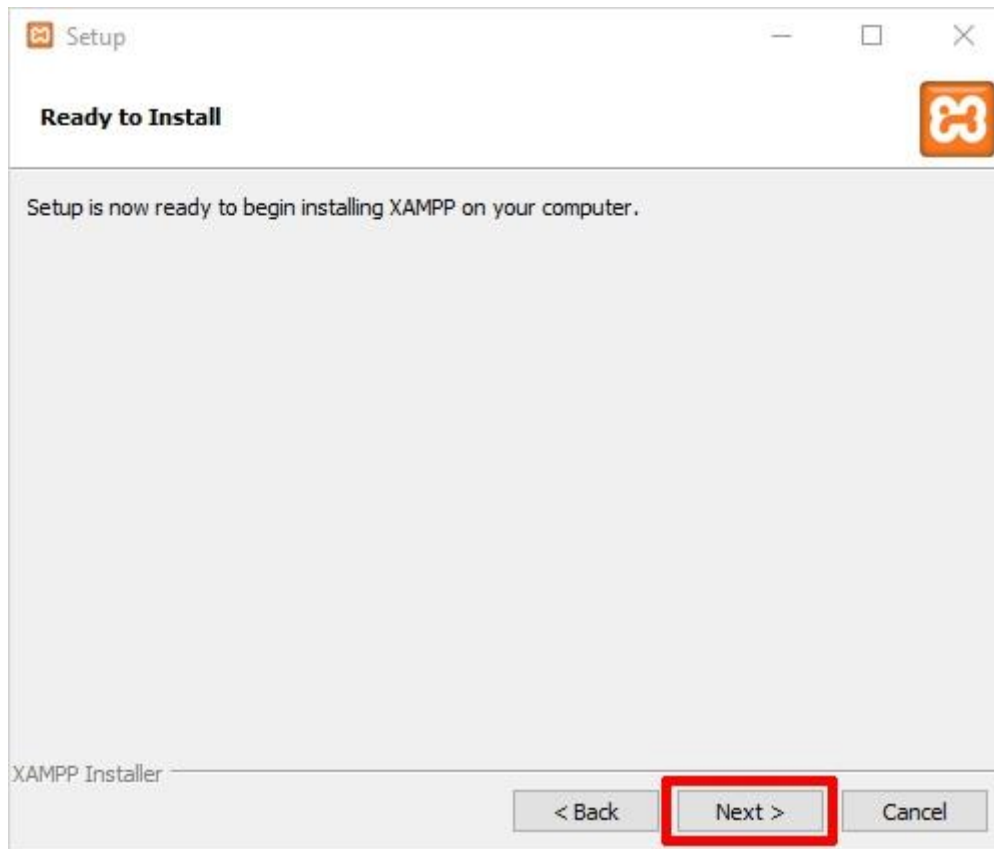 Setup
Ready to Install
Setup is now ready to begin installing XAMPP on your computer.
XAMPP Installer
< Back
Next >
Cancel